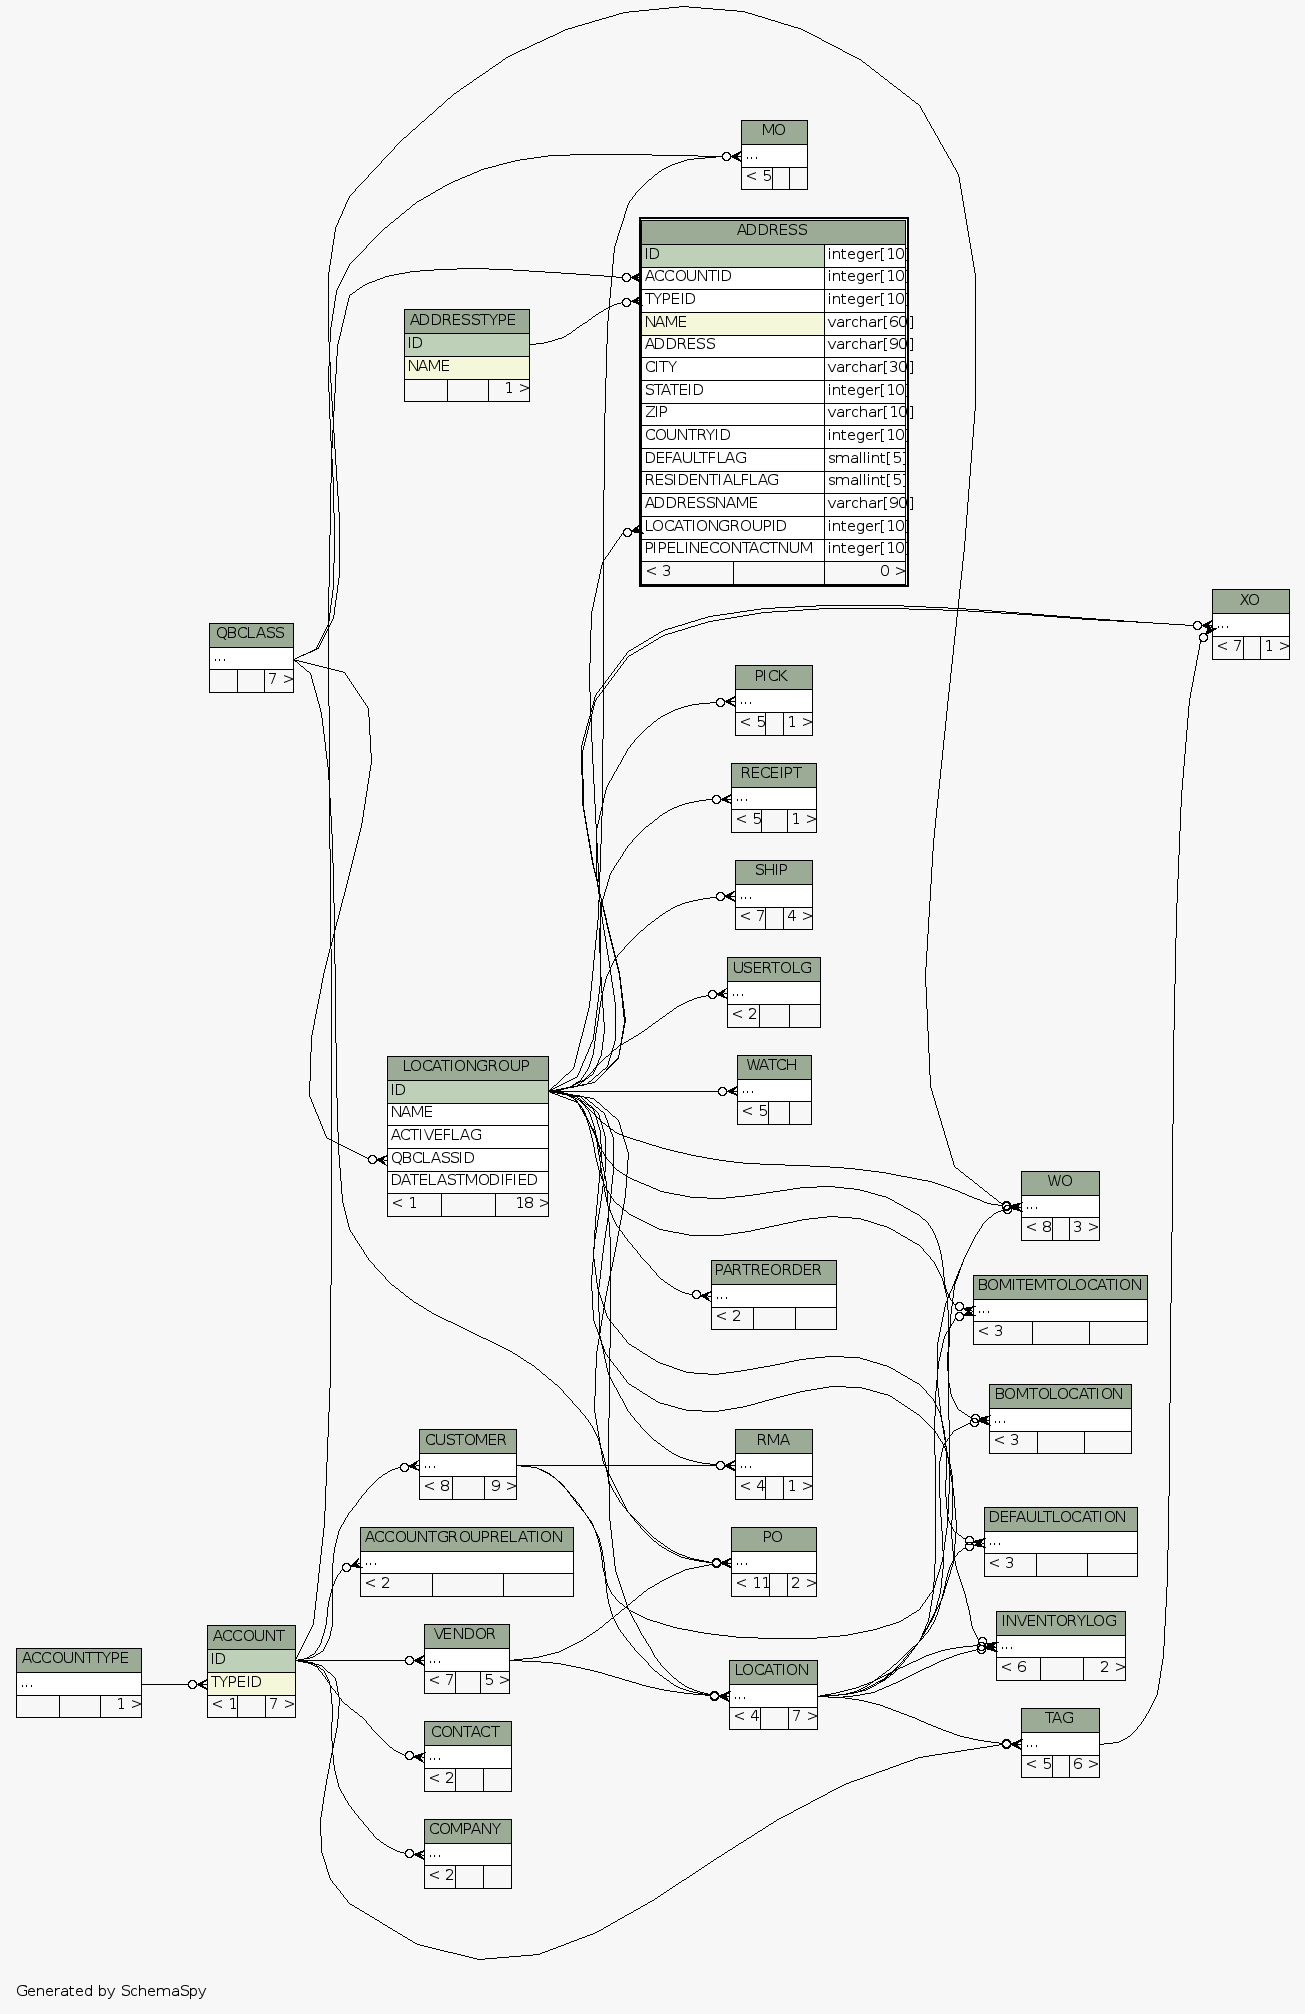 MO
...
< 5
ADDRESS
ID integer[10]
ACCOUNTID integer[10]
TYPEID integer[10]
NAME varchar[60]
ADDRESS varchar[90]
CITY varchar[30]
STATEID integer[10]
ZIP varchar[10]
COUNTRYID integer[10]
DEFAULTFLAG smallint[5]
RESIDENTIALFLAG smallint[5]
ADDRESSNAME varchar[90]
LOCATIONGROUPID integer[10]
PIPELINECONTACTNUM integer[10]
< 3 0 >
ADDRESSTYPE
ID
NAME
1 >
XO
...
< 7 1 >
QBCLASS
...
7 >
PICK
...
< 5 1 >
RECEIPT
...
< 5 1 >
SHIP
...
< 7 4 >
USERTOLG
...
< 2
LOCATIONGROUP
ID
NAME
ACTIVEFLAG
QBCLASSID
DATELASTMODIFIED
< 1 18 >
WATCH
...
< 5
WO
...
< 8 3 >
PARTREORDER
...
< 2
BOMITEMTOLOCATION
...
< 3
BOMTOLOCATION
...
< 3
CUSTOMER
...
< 8 9 >
RMA
...
< 4 1 >
DEFAULTLOCATION
...
< 3
ACCOUNTGROUPRELATION
...
< 2
PO
...
< 11 2 >
INVENTORYLOG
...
< 6 2 >
ACCOUNTTYPE
...
1 >
ACCOUNT
ID
TYPEID
< 1 7 >
VENDOR
...
< 7 5 >
LOCATION
...
< 4 7 >
TAG
...
< 5 6 >
CONTACT
...
< 2
COMPANY
...
< 2
Generated by SchemaSpy